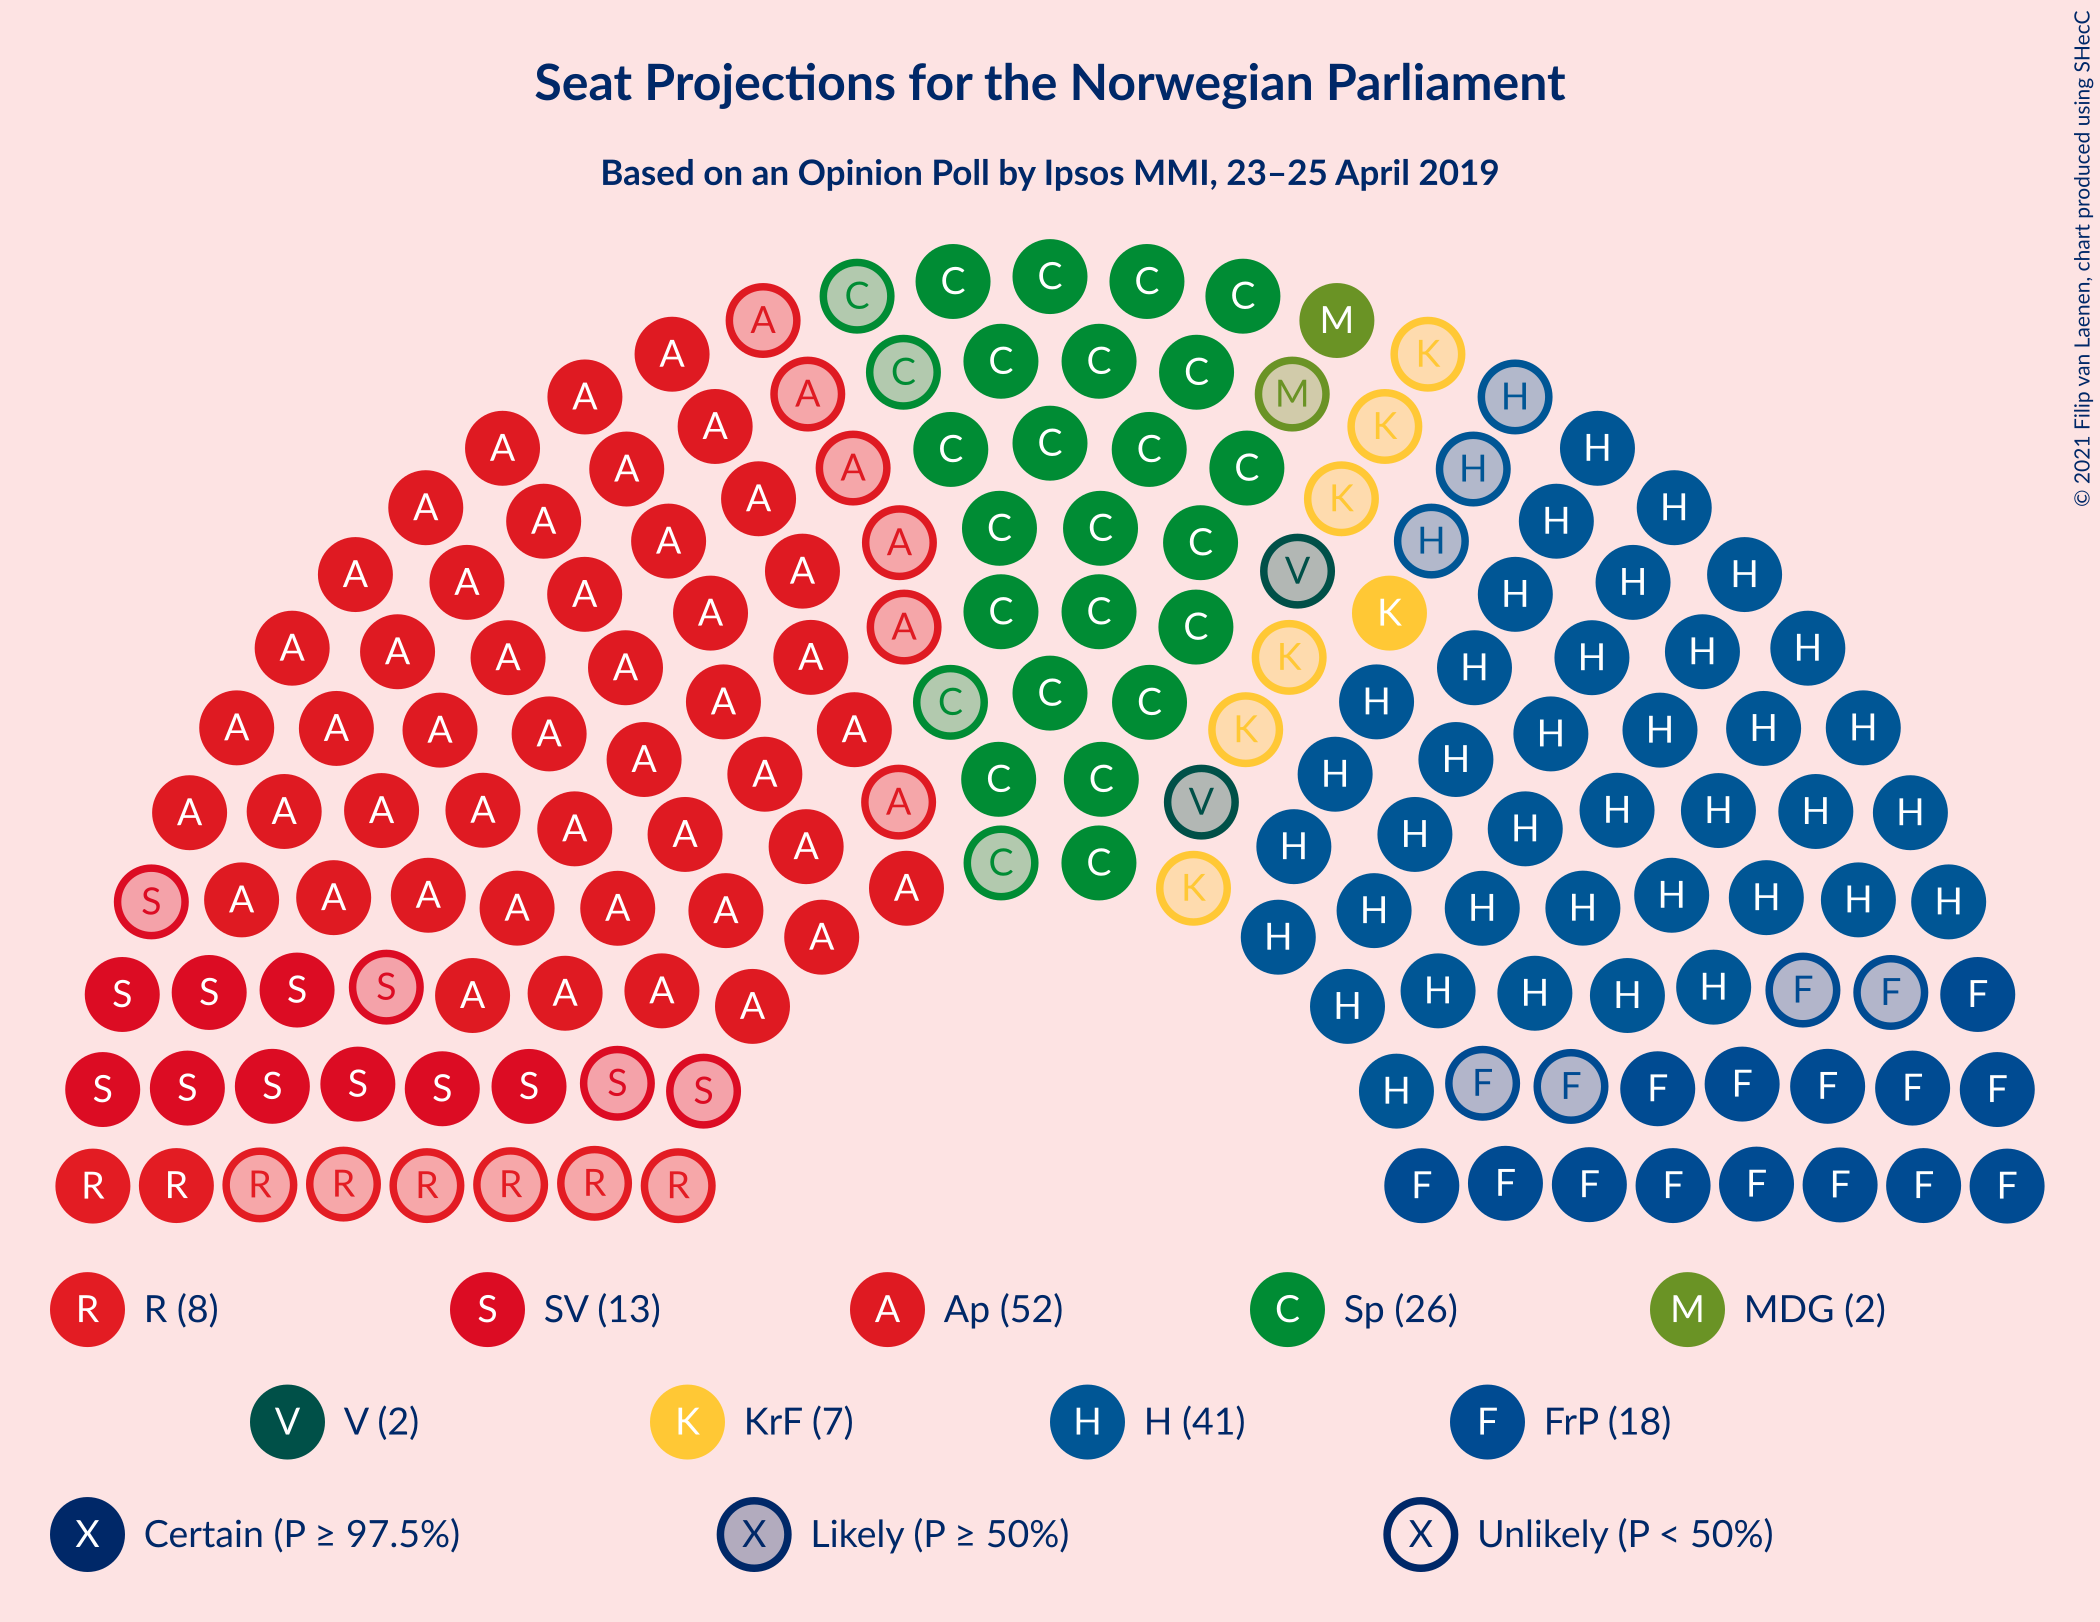 Seat Projections for the Norwegian Parliament
Based on an Opinion Poll by Ipsos MMI, 23–25 April 2019
© 2021 Filip van Laenen, chart produced using SHecC
C C C C C
A M
A K
A C C C C H
A A M H
A K
A A C C C C H
A A K H
A A C C C V H H
A A K H
A A C C C K H H
A A A K H H
A A A C C C H H H
A A A K H H H
A A A C C V H H H
A A A A H H H H
A A A C C K H H H
S A A A A A A A H H H H H H H H
S S S S A A A A H H H H H F F F
S S S S S S S S H F F F F F F F
R R R R R R R R F F F F F F F F
R R (8) S SV (13) A Ap (52) C Sp (26) M MDG (2)
V V (2) K KrF (7) H H (41) F FrP (18)
X Certain (P ≥ 97.5%) X Likely (P ≥ 50%) X Unlikely (P < 50%)